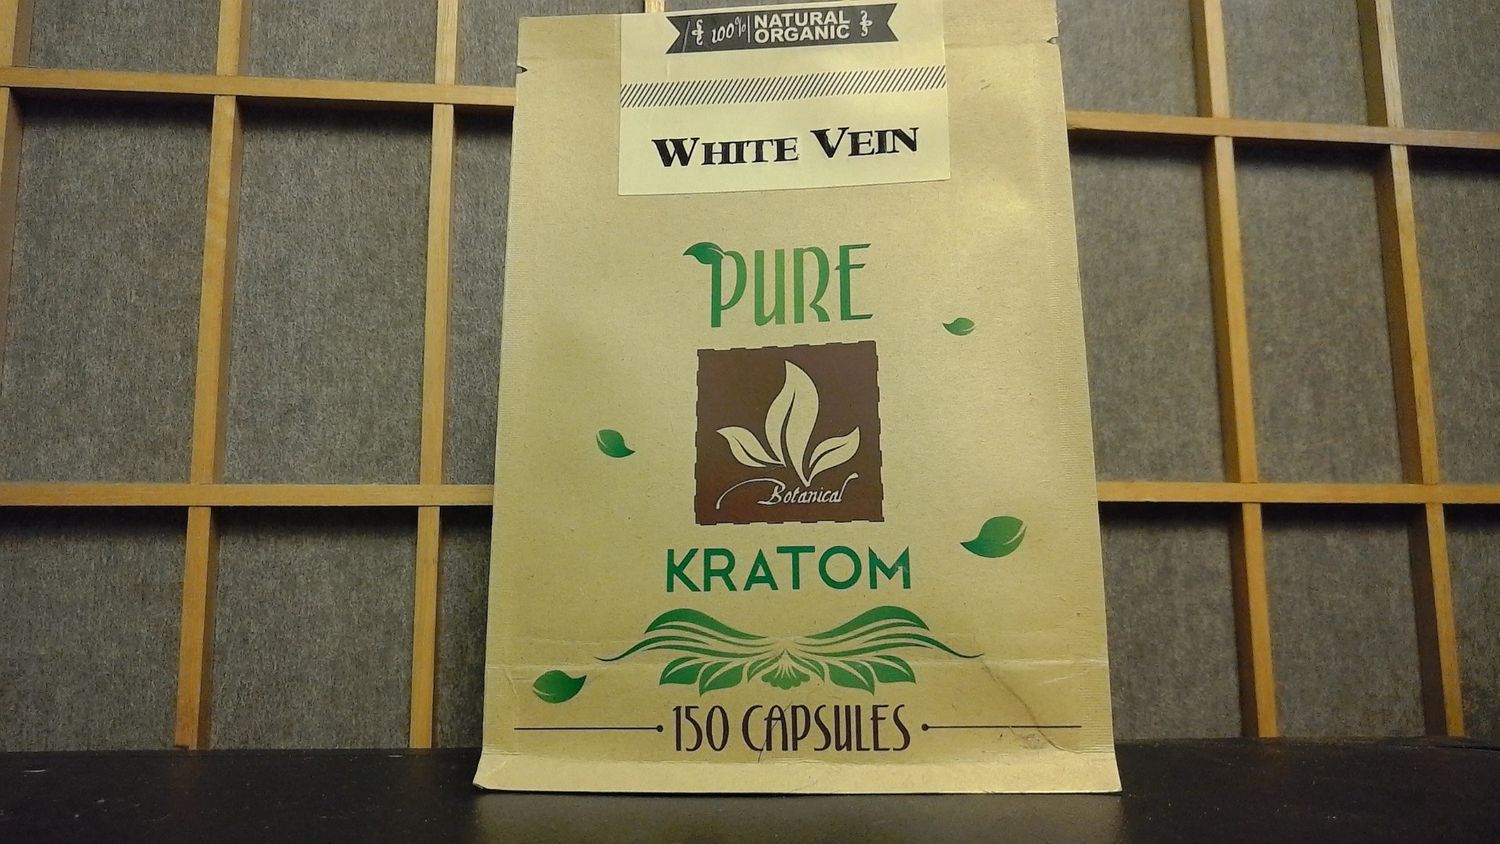 100% NATURAL
ORGANIC
WHITE VEIN
PURE
Botanical
KRATOM
150 CAPSULES